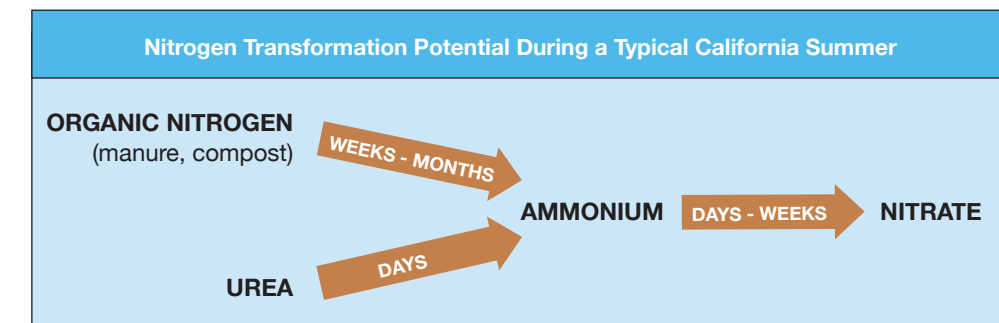 Nitrogen Transformation Potential During a Typical California Summer
ORGANIC NITROGEN
(manure, compost)
WEEKS - MONTHS
AMMONIUM
DAYS - WEEKS
NITRATE
DAYS
UREA